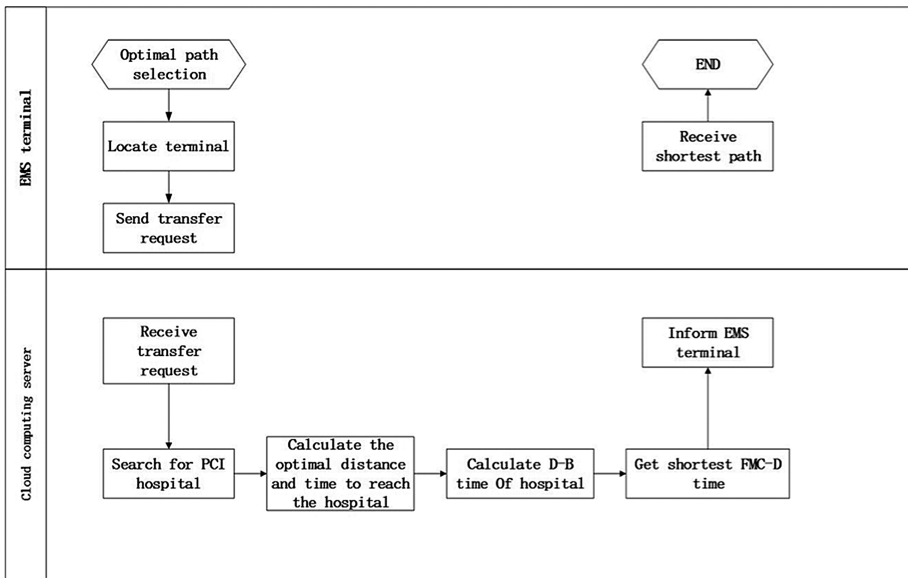 EMS terminal
Optimal path
selection
Locate terminal
Send transfer
request
END
Receive
shortest path
Cloud computing server
Receive
transfer
request
Search for PCI
hospital
Calculate the
optimal distance
and time to reach
the hospital
Calculate D-B
time Of hospital
Get shortest FMC-D
time
Inform EMS
terminal